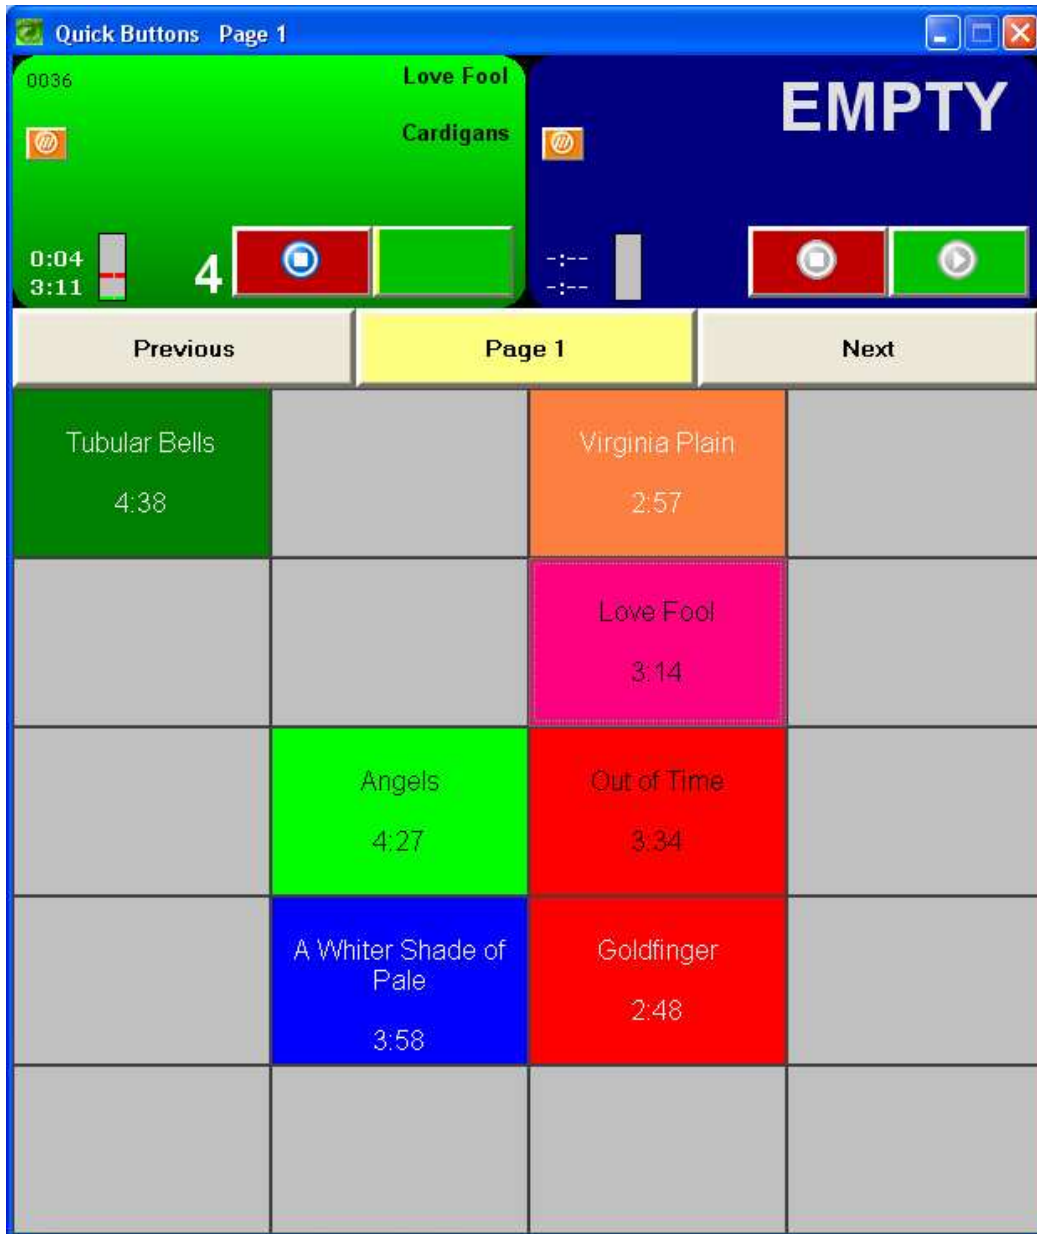 Quick Buttons Page 1
0036
Love Fool
Cardigans
0:04
3:11
4
EMPTY
-:--
-:--
Previous
Page 1
Next
Tubular Bells
4:38
Virginia Plain
2:57
Love Fool
3:14
Angels
4:27
Out of Time
3:34
A Whiter Shade of
Pale
3:58
Goldfinger
2:48